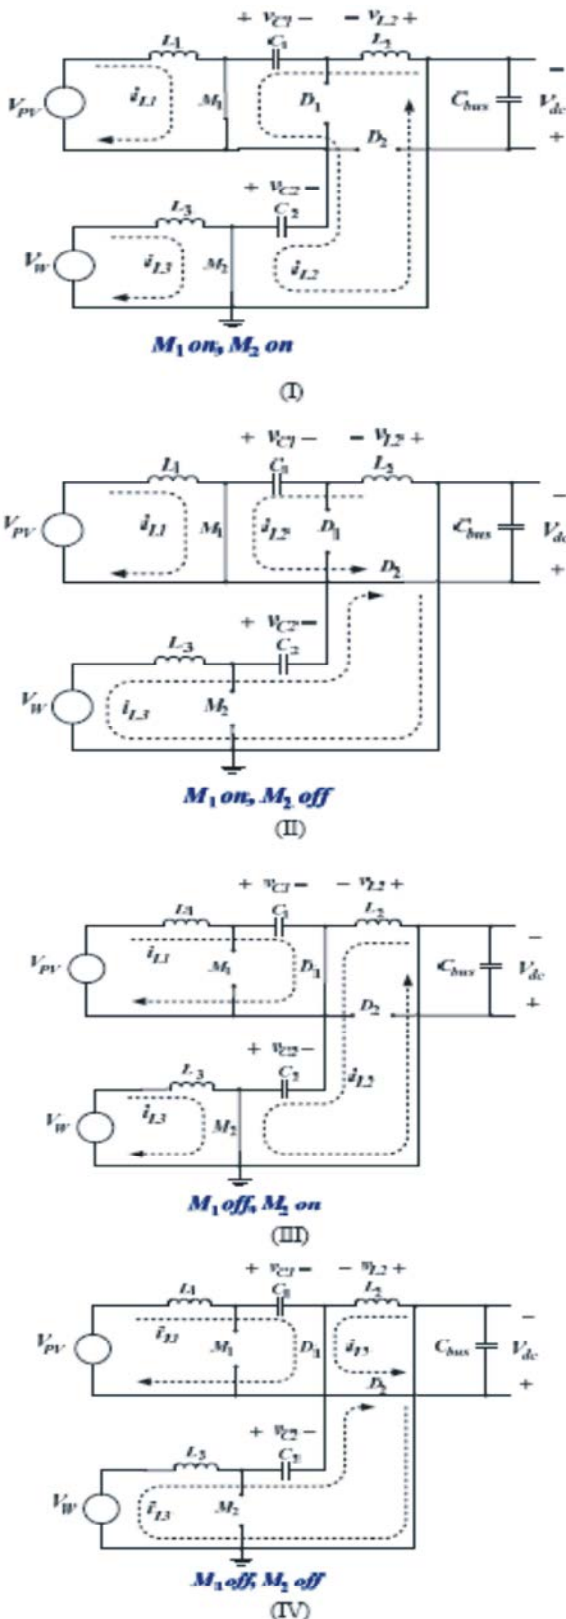 + vC1 − − vL2 +
L1 C1 L2
VPV iL1 M1 D1 Cbus − Vdc +
D2
+ vC2 −
L3 C2
VW iL3 M2 iL2
M1 on, M2 on
(I)
+ vC1 − − vL2 +
L1 C1 L2
VPV iL1 M1 iL2 D1 Cbus − Vdc +
D2
+ vC2 −
L3 C2
VW iL3 M2
M1 on, M2 off
(II)
+ vC1 − − vL2 +
L1 C1 L2
VPV iL1 M1 D1 Cbus − Vdc +
D2
+ vC2 −
L3 C2
VW iL3 M2 iL2
M1 off, M2 on
(III)
+ vC1 − − vL2 +
L1 C1 L2
VPV iL1 M1 D1 Cbus − Vdc +
D2
+ vC2 −
L3 C2
VW iL3 M2
M1 off, M2 off
(IV)